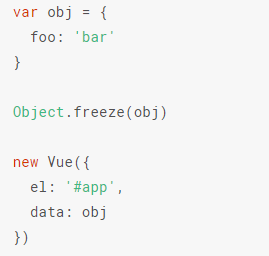 var obj = {
  foo: 'bar'
}
Object.freeze(obj)
new Vue({
  el: '#app',
  data: obj
})